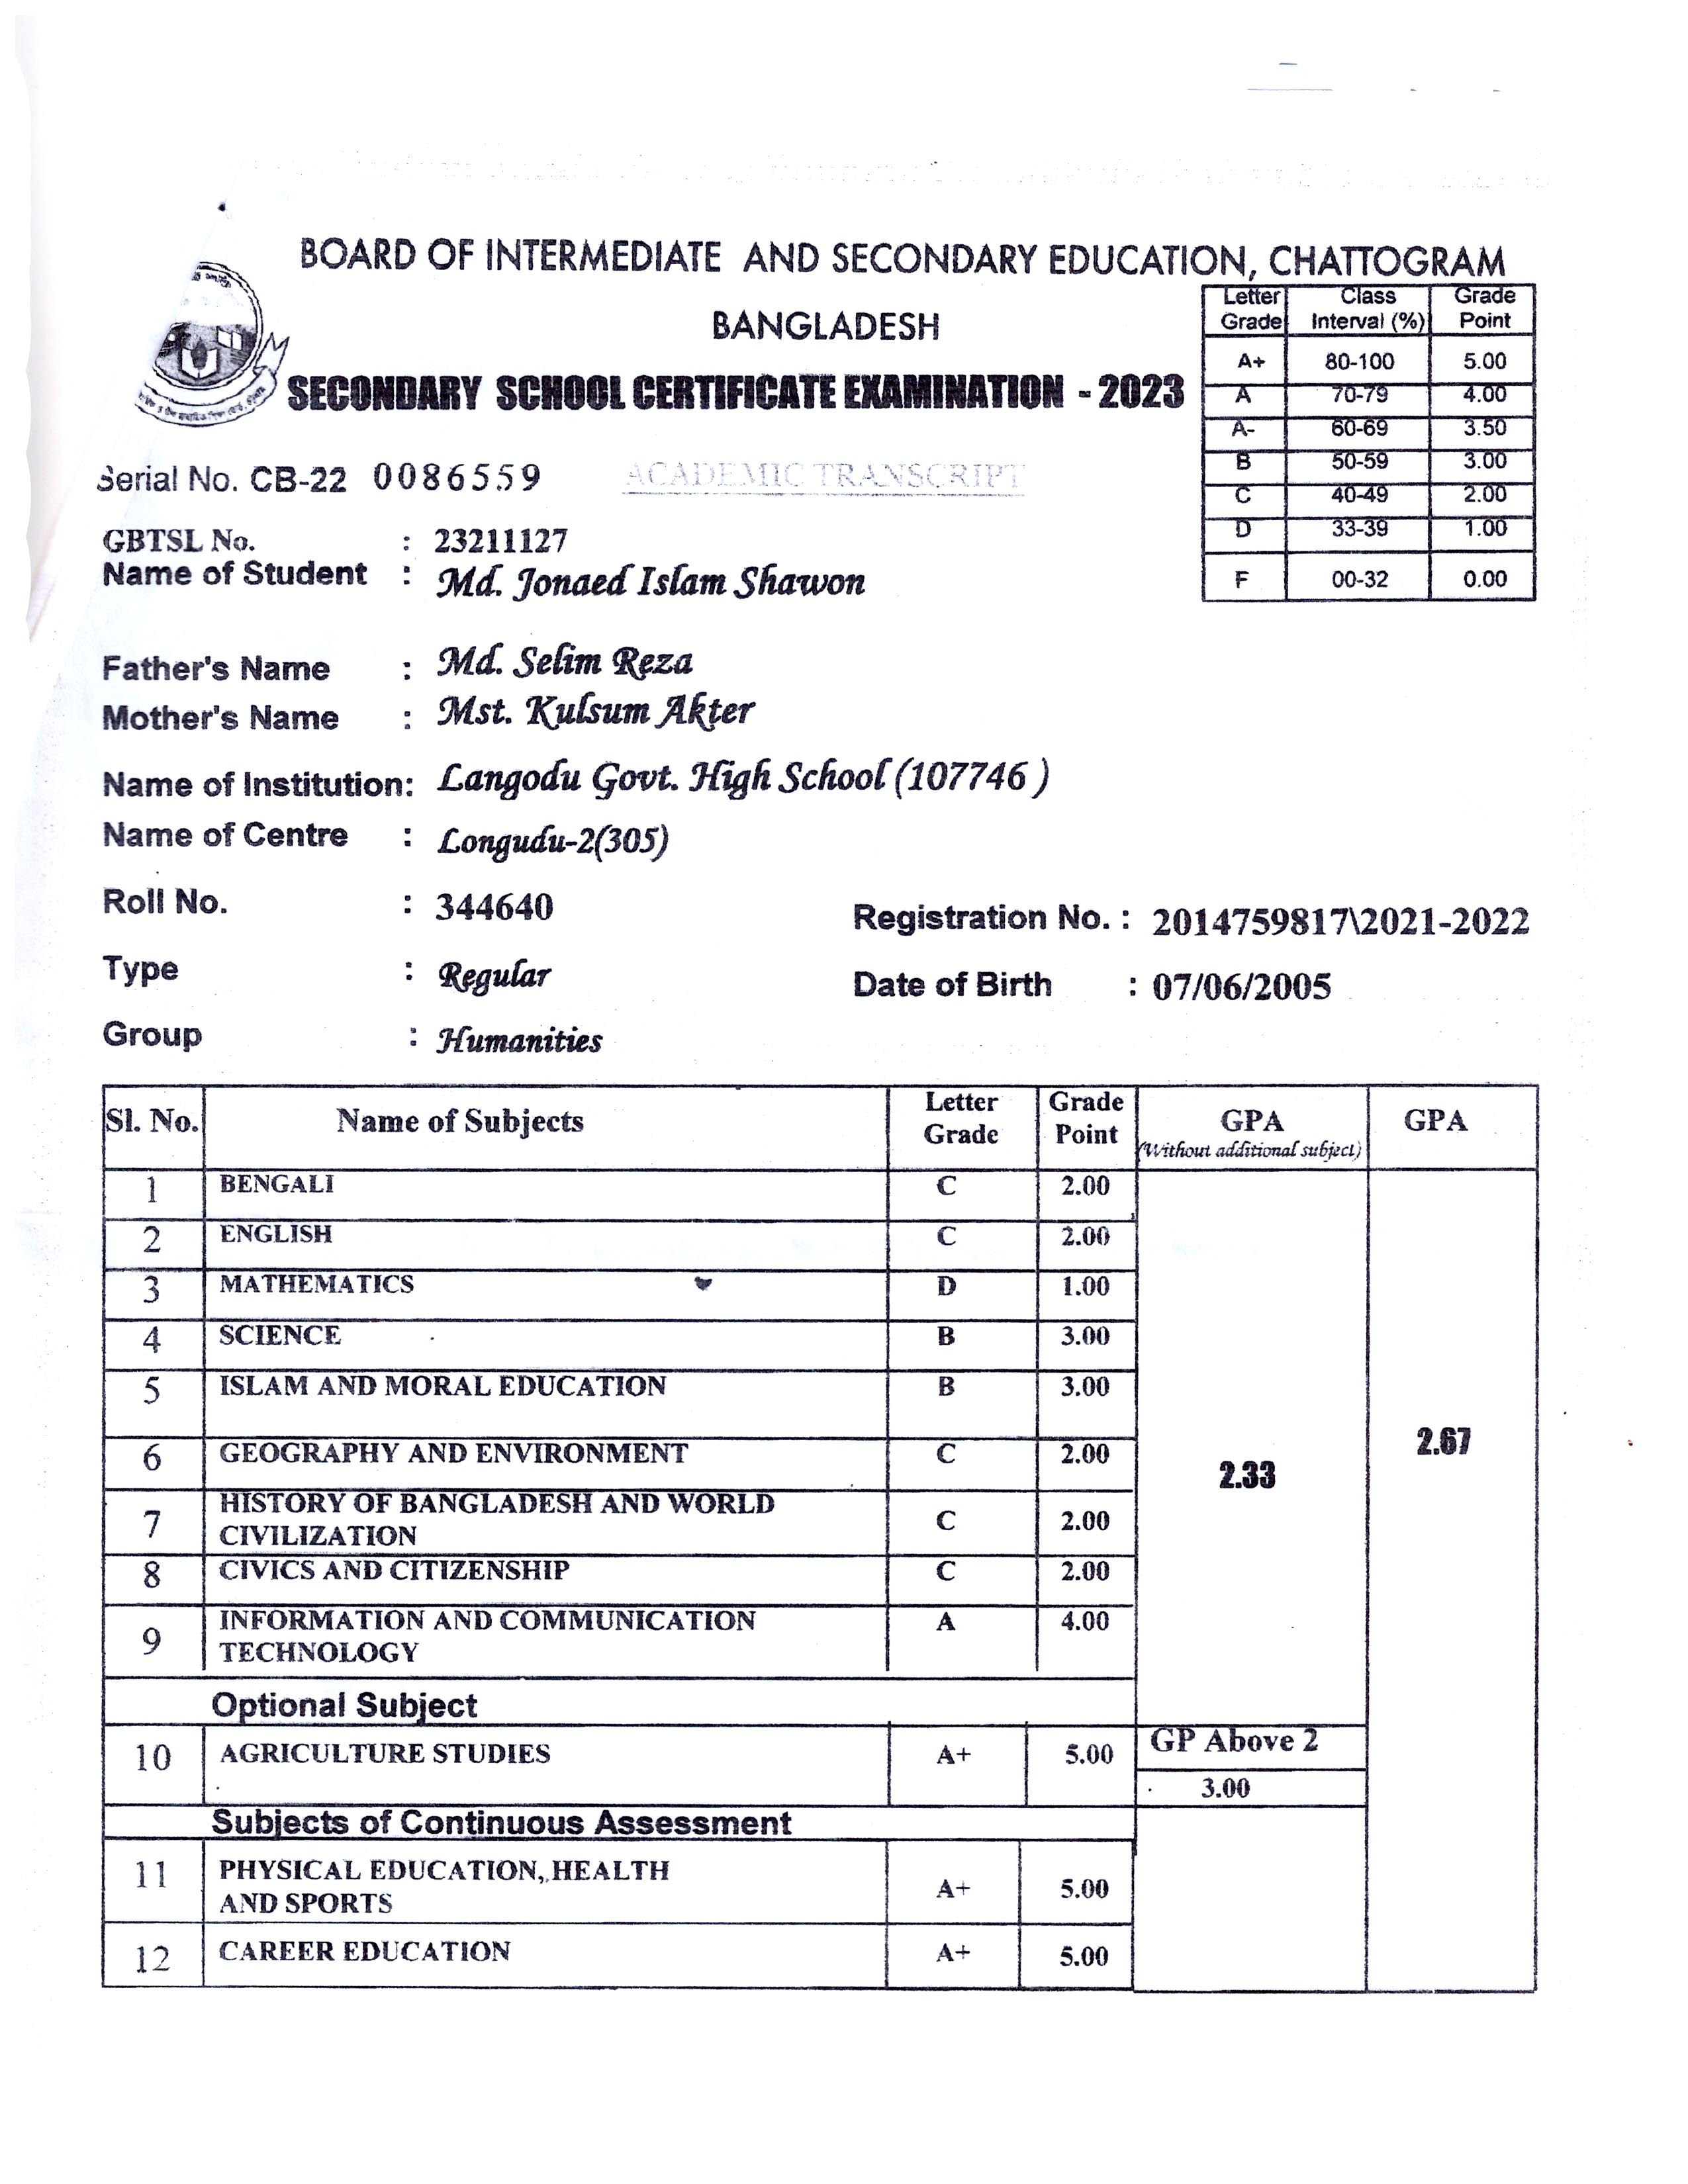 BOARD OF INTERMEDIATE AND SECONDARY EDUCATION, CHATTOGRAM
BANGLADESH
SECONDARY SCHOOL CERTIFICATE EXAMINATION - 2023
Letter Grade Class Interval (%) Grade Point
A+ 80-100 5.00
A 70-79 4.00
A- 60-69 3.50
B 50-59 3.00
C 40-49 2.00
D 33-39 1.00
F 00-32 0.00
Serial No. CB-22 0086559
ACADEMIC TRANSCRIPT
GBTSL No. : 23211127
Name of Student : Md. Jonaed Islam Shawon
Father's Name : Md. Selim Reza
Mother's Name : Mst. Kulsum Akter
Name of Institution: Langodu Govt. High School (107746 )
Name of Centre : Longudu-2(305)
Roll No. : 344640
Registration No. : 2014759817\2021-2022
Type : Regular
Date of Birth : 07/06/2005
Group : Humanities
Sl. No. Name of Subjects Letter Grade Grade Point GPA (Without additional subject) GPA
1 BENGALI C 2.00
2 ENGLISH C 2.00
3 MATHEMATICS D 1.00
4 SCIENCE B 3.00
5 ISLAM AND MORAL EDUCATION B 3.00
6 GEOGRAPHY AND ENVIRONMENT C 2.00
2.33 2.67
7 HISTORY OF BANGLADESH AND WORLD
CIVILIZATION C 2.00
8 CIVICS AND CITIZENSHIP C 2.00
9 INFORMATION AND COMMUNICATION
TECHNOLOGY A 4.00
Optional Subject
10 AGRICULTURE STUDIES A+ 5.00 GP Above 2
3.00
Subjects of Continuous Assessment
11 PHYSICAL EDUCATION, HEALTH
AND SPORTS A+ 5.00
12 CAREER EDUCATION A+ 5.00